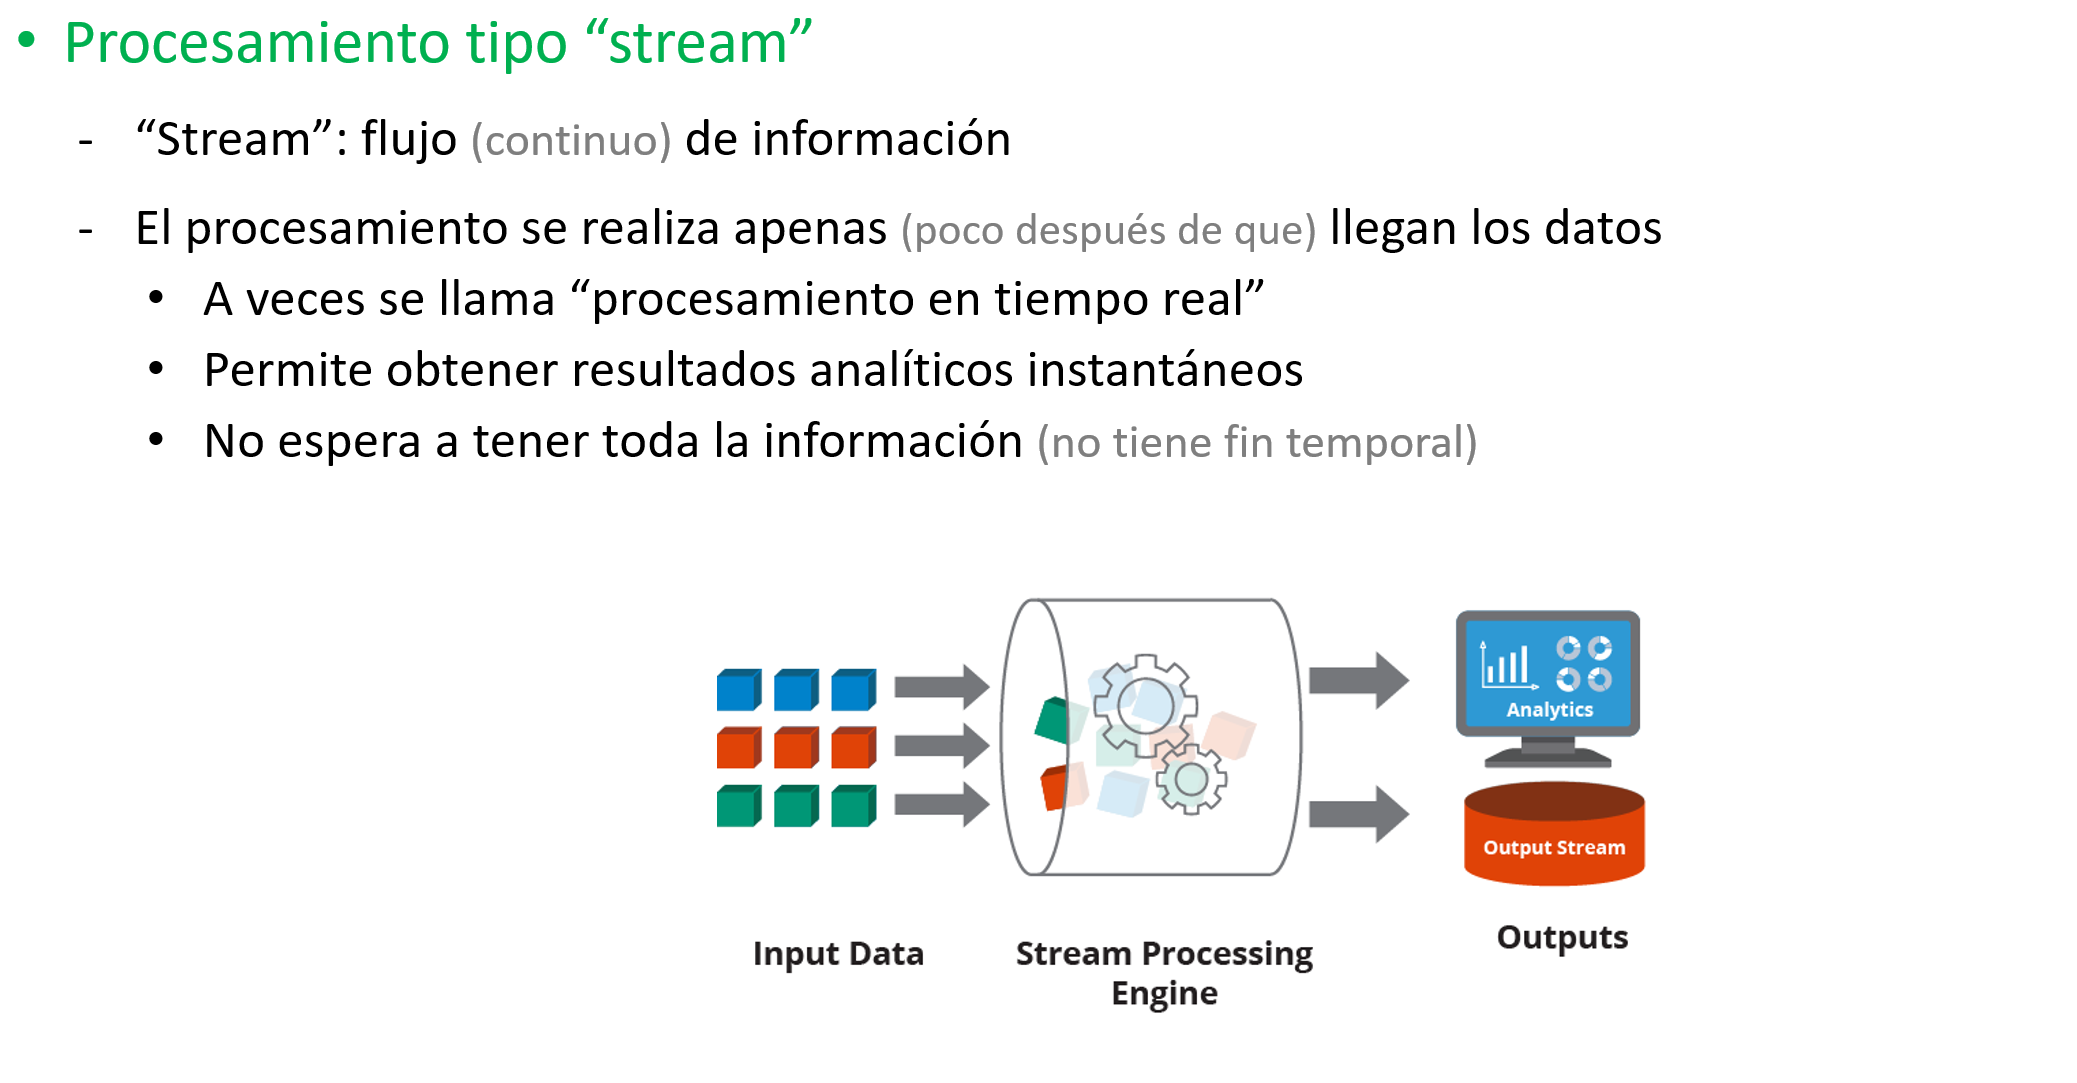 • Procesamiento tipo “stream”
- “Stream”: flujo (continuo) de información
- El procesamiento se realiza apenas (poco después de que) llegan los datos
• A veces se llama “procesamiento en tiempo real”
• Permite obtener resultados analíticos instantáneos
• No espera a tener toda la información (no tiene fin temporal)
Analytics
Output Stream
Input Data
Stream Processing
Engine
Outputs